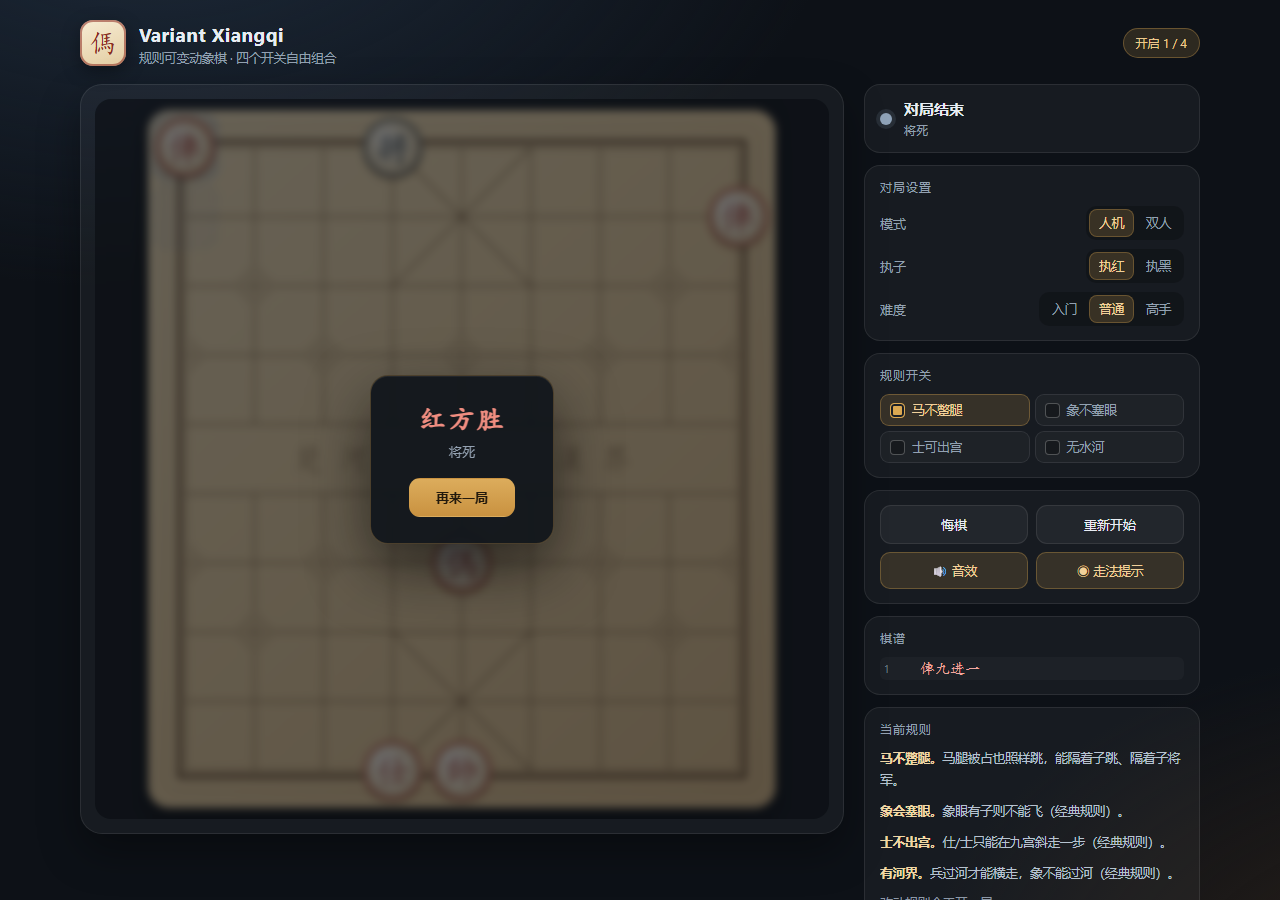 傌
Variant Xiangqi
规则可变动象棋 · 四个开关自由组合
开启 1 / 4
对局结束
将死
对局设置
模式
人机
双人
执子
执红
执黑
难度
入门
普通
高手
规则开关
马不蹩腿
象不塞眼
士可出宫
无水河
悔棋
重新开始
音效
走法提示
棋谱
1
俥九进一
当前规则
马不蹩腿。马腿被占也照样跳，能隔着子跳、隔着子将
军。
象会塞眼。象眼有子则不能飞（经典规则）。
士不出宫。仕/士只能在九宫斜走一步（经典规则）。
有河界。兵过河才能横走，象不能过河（经典规则）。
红方胜
将死
再来一局